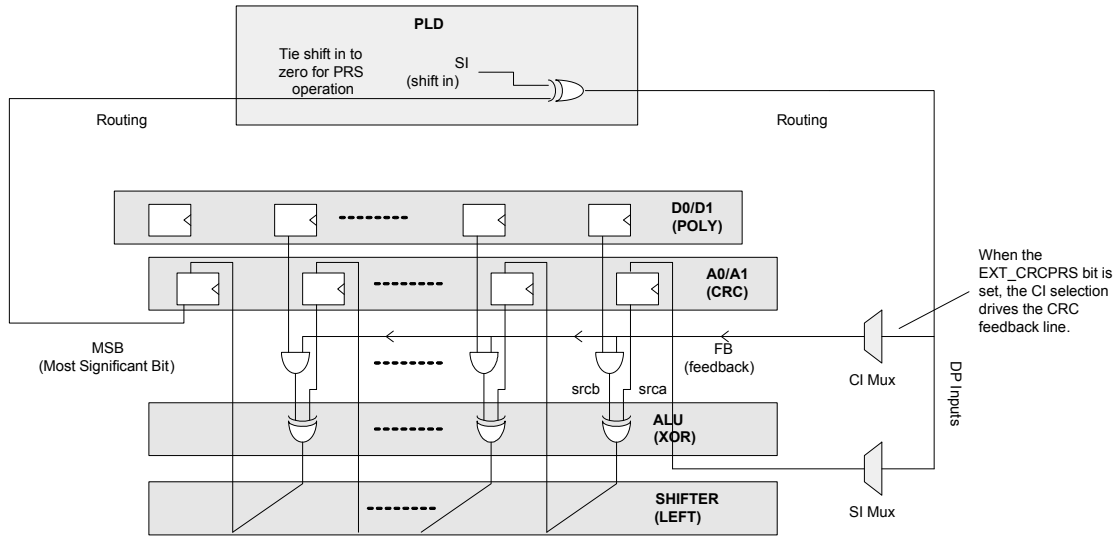 PLD
Tie shift in to
zero for PRS
operation
SI
(shift in)
Routing
Routing
D0/D1
(POLY)
A0/A1
(CRC)
When the
EXT_CRCPRS bit is
set, the CI selection
drives the CRC
feedback line.
MSB
(Most Significant Bit)
FB
(feedback)
CI Mux
DP Inputs
srcb
srca
ALU
(XOR)
SI Mux
SHIFTER
(LEFT)